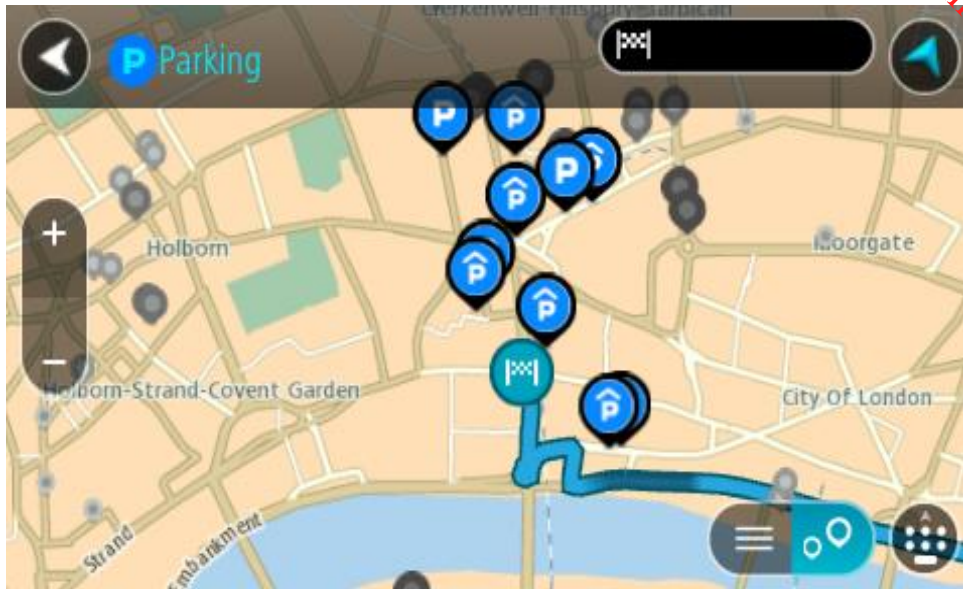 Clerkenwell-Finsbury-Barbican
P Parking
P
P
P
P
P
Holborn
Moorgate
P
P
Holborn-Strand-Covent Garden
P
City Of London
Strand
Embankment